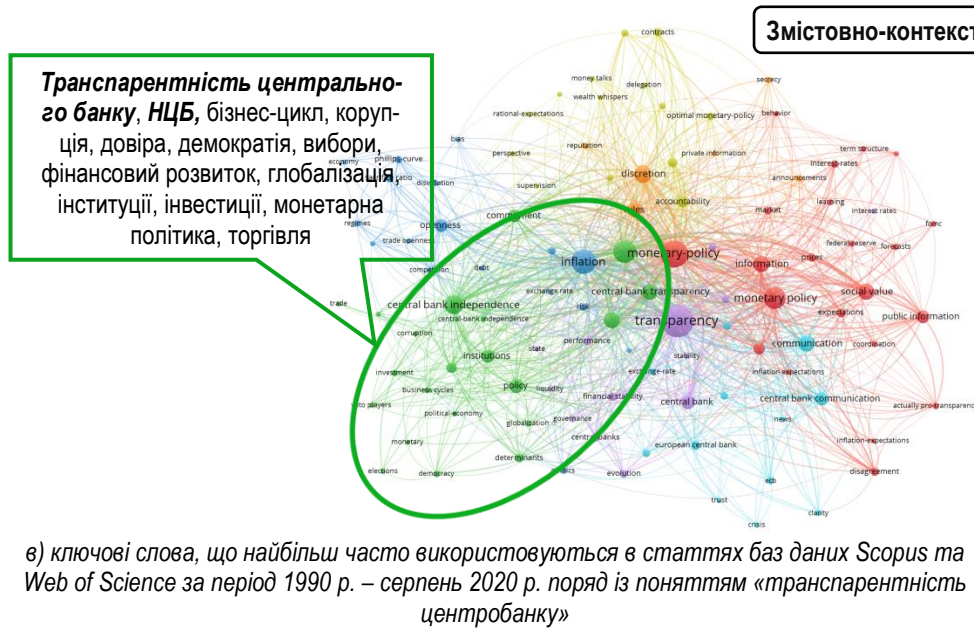 Змістовно-контекст
Транспарентність центрально-
го банку, НЦБ, бізнес-цикл, коруп-
ція, довіра, демократія, вибори,
фінансовий розвиток, глобалізація,
інституції, інвестиції, монетарна
політика, торгівля
contracts
money talks
delegation
secrecy
wealth whispers
behavior
rational-expectations
optimal monetary-policy
bias
reputation
term structure
economy
phillips-curve
perspective
private information
interest-rates
ratio
disinflation
supervision
discretion
announcements
learning
regimes
openness
commitment
accountability
market
interest rates
fomc
trade openness
monetary-policy
federal-reserve
forecasts
competition
debt
inflation
information
prices
exchange rate
central bank transparency
social value
trade
central bank independence
risk
monetary policy
expectations
public information
central-bank independence
transparency
corruption
performance
communication
coordination
state
stability
institutions
inflation expectations
investment
exchange-rate
business cycles
policy
liquidity
financial stability
central bank
central bank communication
actually pro-transparency
political-economy
governance
news
globalization
monetary
central banks
european central bank
inflation-expectations
elections
democracy
determinants
evolution
disagreement
ecb
trust
clarity
crisis
в) ключові слова, що найбільш часто використовуються в статтях баз даних Scopus та
Web of Science за період 1990 р. – серпень 2020 р. поряд із поняттям «транспарентність
центробанку»